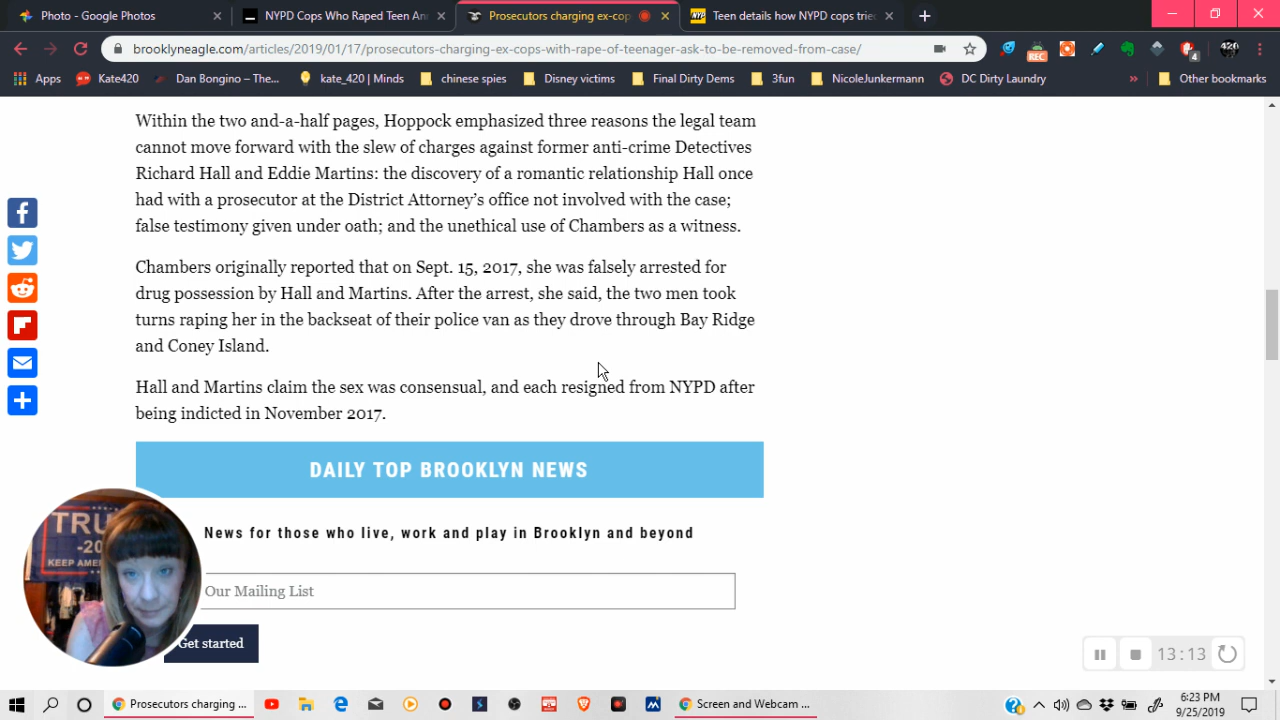 Photo - Google Photos
NYPD Cops Who Raped Teen An
Prosecutors charging ex-cop
NYP
Teen details how NYPD cops trie
brooklyneagle.com/articles/2019/01/17/prosecutors-charging-ex-cops-with-rape-of-teenager-ask-to-be-removed-from-case/
REC
4
420
Apps
Kate420
Dan Bongino – The...
kate_420 | Minds
chinese spies
Disney victims
Final Dirty Dems
3fun
NicoleJunkermann
DC Dirty Laundry
»
Other bookmarks
Within the two and-a-half pages, Hoppock emphasized three reasons the legal team
cannot move forward with the slew of charges against former anti-crime Detectives
Richard Hall and Eddie Martins: the discovery of a romantic relationship Hall once
had with a prosecutor at the District Attorney’s office not involved with the case;
false testimony given under oath; and the unethical use of Chambers as a witness.
Chambers originally reported that on Sept. 15, 2017, she was falsely arrested for
drug possession by Hall and Martins. After the arrest, she said, the two men took
turns raping her in the backseat of their police van as they drove through Bay Ridge
and Coney Island.
Hall and Martins claim the sex was consensual, and each resigned from NYPD after
being indicted in November 2017.
DAILY TOP BROOKLYN NEWS
News for those who live, work and play in Brooklyn and beyond
Our Mailing List
Get started
TRU
-20
KEEP AME
13:13
Prosecutors charging ...
Screen and Webcam ...
6:23 PM
9/25/2019